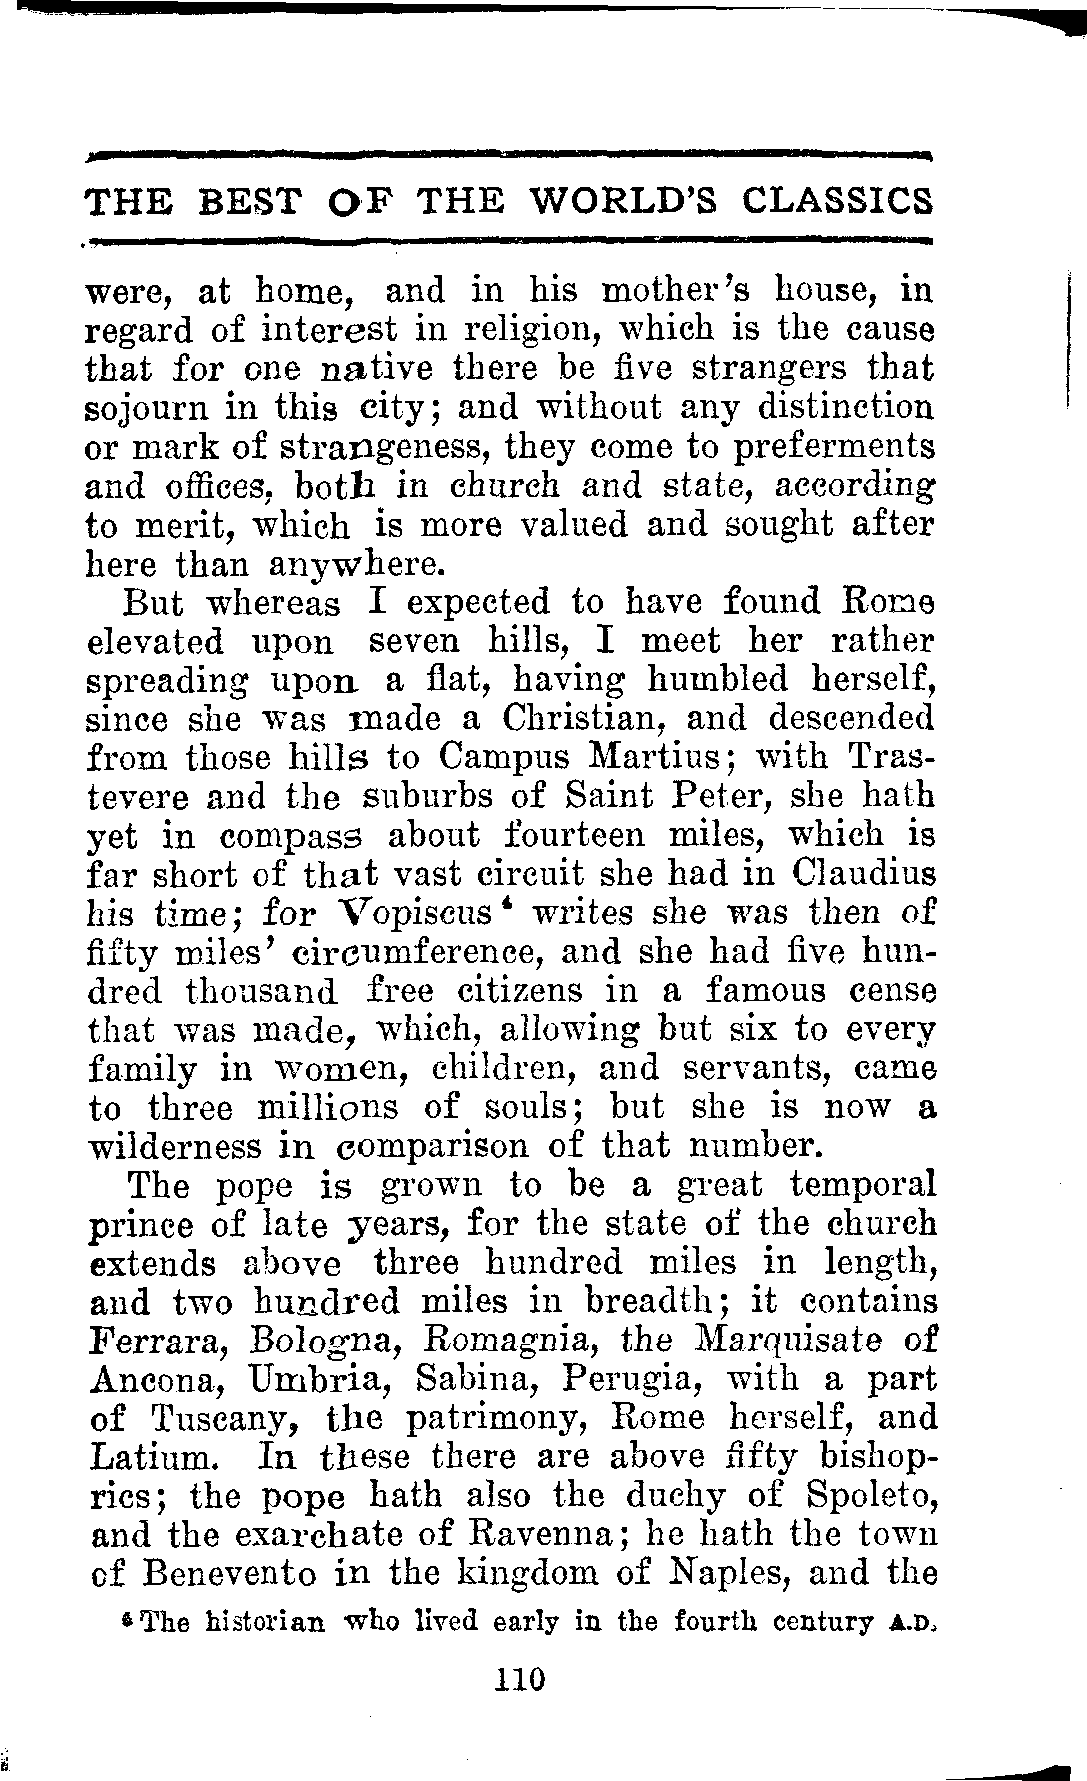 THE BEST OF THE WORLD'S CLASSICS
were, at home, and in his mother's house, in
regard of interest in religion, which is the cause
that for one native there be five strangers that
sojourn in this city; and without any distinction
or mark of strangeness, they come to preferments
and offices, both in church and state, according
to merit, which is more valued and sought after
here than anywhere.
But whereas I expected to have found Rome
elevated upon seven hills, I meet her rather
spreading upon a flat, having humbled herself,
since she was made a Christian, and descended
from those hills to Campus Martius; with Tras-
tevere and the suburbs of Saint Peter, she hath
yet in compass about fourteen miles, which is
far short of that vast circuit she had in Claudius
his time; for Vopiscus⁶ writes she was then of
fifty miles' circumference, and she had five hun-
dred thousand free citizens in a famous cense
that was made, which, allowing but six to every
family in women, children, and servants, came
to three millions of souls; but she is now a
wilderness in comparison of that number.
The pope is grown to be a great temporal
prince of late years, for the state of the church
extends above three hundred miles in length,
and two hundred miles in breadth; it contains
Ferrara, Bologna, Romagnia, the Marquisate of
Ancona, Umbria, Sabina, Perugia, with a part
of Tuscany, the patrimony, Rome herself, and
Latium. In these there are above fifty bishop-
rics; the pope hath also the duchy of Spoleto,
and the exarchate of Ravenna; he hath the town
of Benevento in the kingdom of Naples, and the
⁶ The historian who lived early in the fourth century A.D.
110